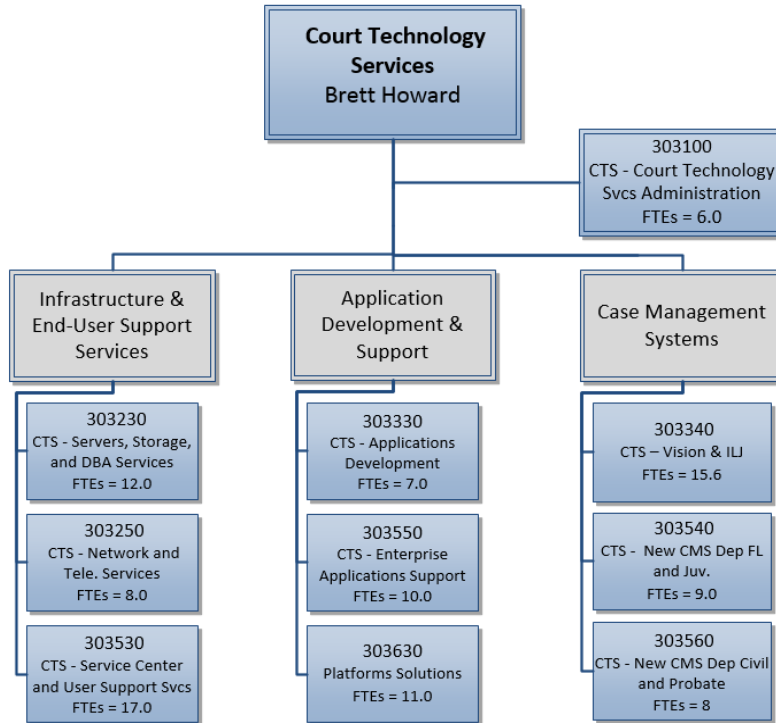 Court Technology
Services
Brett Howard
303100
CTS - Court Technology
Svcs Administration
FTEs = 6.0
Infrastructure &
End-User Support
Services
Application
Development &
Support
Case Management
Systems
303230
CTS - Servers, Storage,
and DBA Services
FTEs = 12.0
303250
CTS - Network and
Tele. Services
FTEs = 8.0
303530
CTS - Service Center
and User Support Svcs
FTEs = 17.0
303330
CTS - Applications
Development
FTEs = 7.0
303550
CTS - Enterprise
Applications Support
FTEs = 10.0
303630
Platforms Solutions
FTEs = 11.0
303340
CTS – Vision & ILJ
FTEs = 15.6
303540
CTS - New CMS Dep FL
and Juv.
FTEs = 9.0
303560
CTS - New CMS Dep Civil
and Probate
FTEs = 8